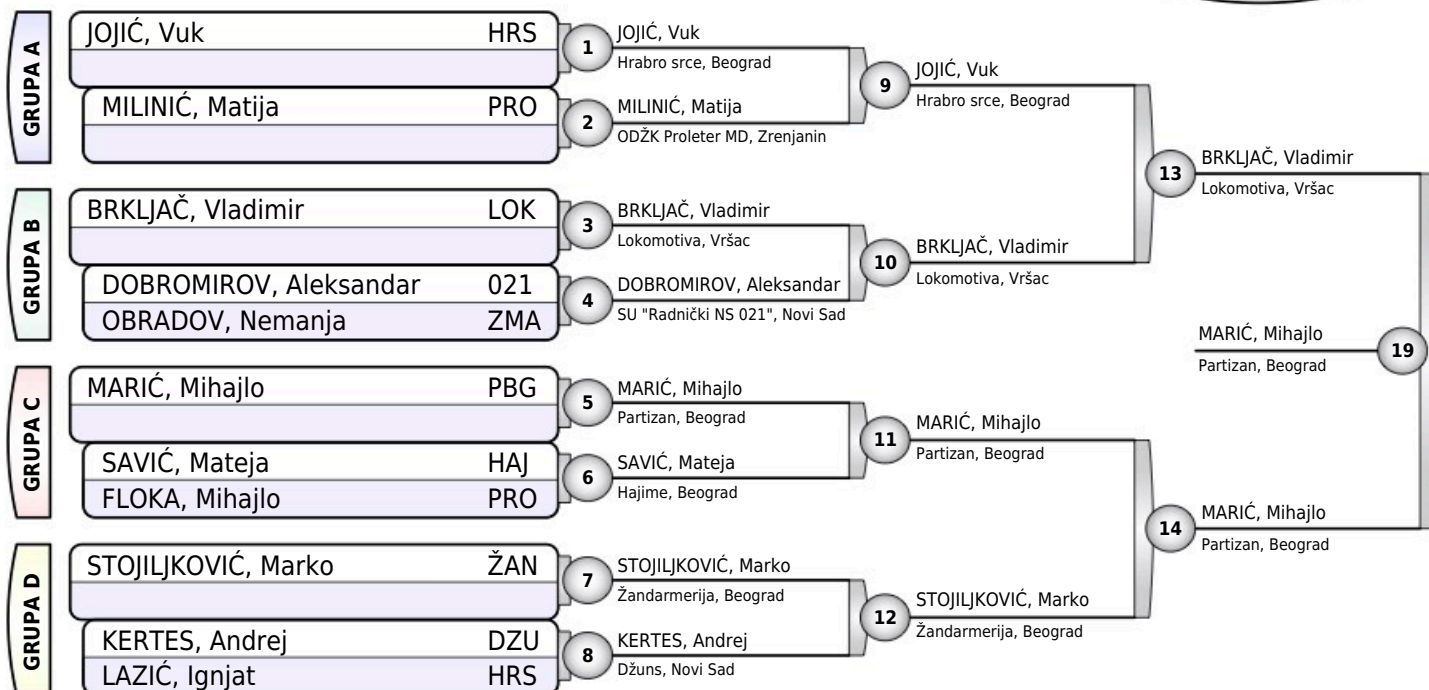 GRUPA A
JOJIĆ, Vuk HRS
MILINIĆ, Matija PRO
GRUPA B
BRKLJAČ, Vladimir LOK
DOBROMIROV, Aleksandar 021
OBRADOV, Nemanja ZMA
GRUPA C
MARIĆ, Mihajlo PBG
SAVIĆ, Mateja HAJ
FLOKA, Mihajlo PRO
GRUPA D
STOJILJKOVIĆ, Marko ŽAN
KERTES, Andrej DZU
LAZIĆ, Ignjat HRS
1
JOJIĆ, Vuk
Hrabro srce, Beograd
2
MILINIĆ, Matija
ODŽK Proleter MD, Zrenjanin
3
BRKLJAČ, Vladimir
Lokomotiva, Vršac
4
DOBROMIROV, Aleksandar
SU "Radnički NS 021", Novi Sad
5
MARIĆ, Mihajlo
Partizan, Beograd
6
SAVIĆ, Mateja
Hajime, Beograd
7
STOJILJKOVIĆ, Marko
Žandarmerija, Beograd
8
KERTES, Andrej
Džuns, Novi Sad
9
JOJIĆ, Vuk
Hrabro srce, Beograd
10
BRKLJAČ, Vladimir
Lokomotiva, Vršac
11
MARIĆ, Mihajlo
Partizan, Beograd
12
STOJILJKOVIĆ, Marko
Žandarmerija, Beograd
13
BRKLJAČ, Vladimir
Lokomotiva, Vršac
14
MARIĆ, Mihajlo
Partizan, Beograd
MARIĆ, Mihajlo
Partizan, Beograd
19